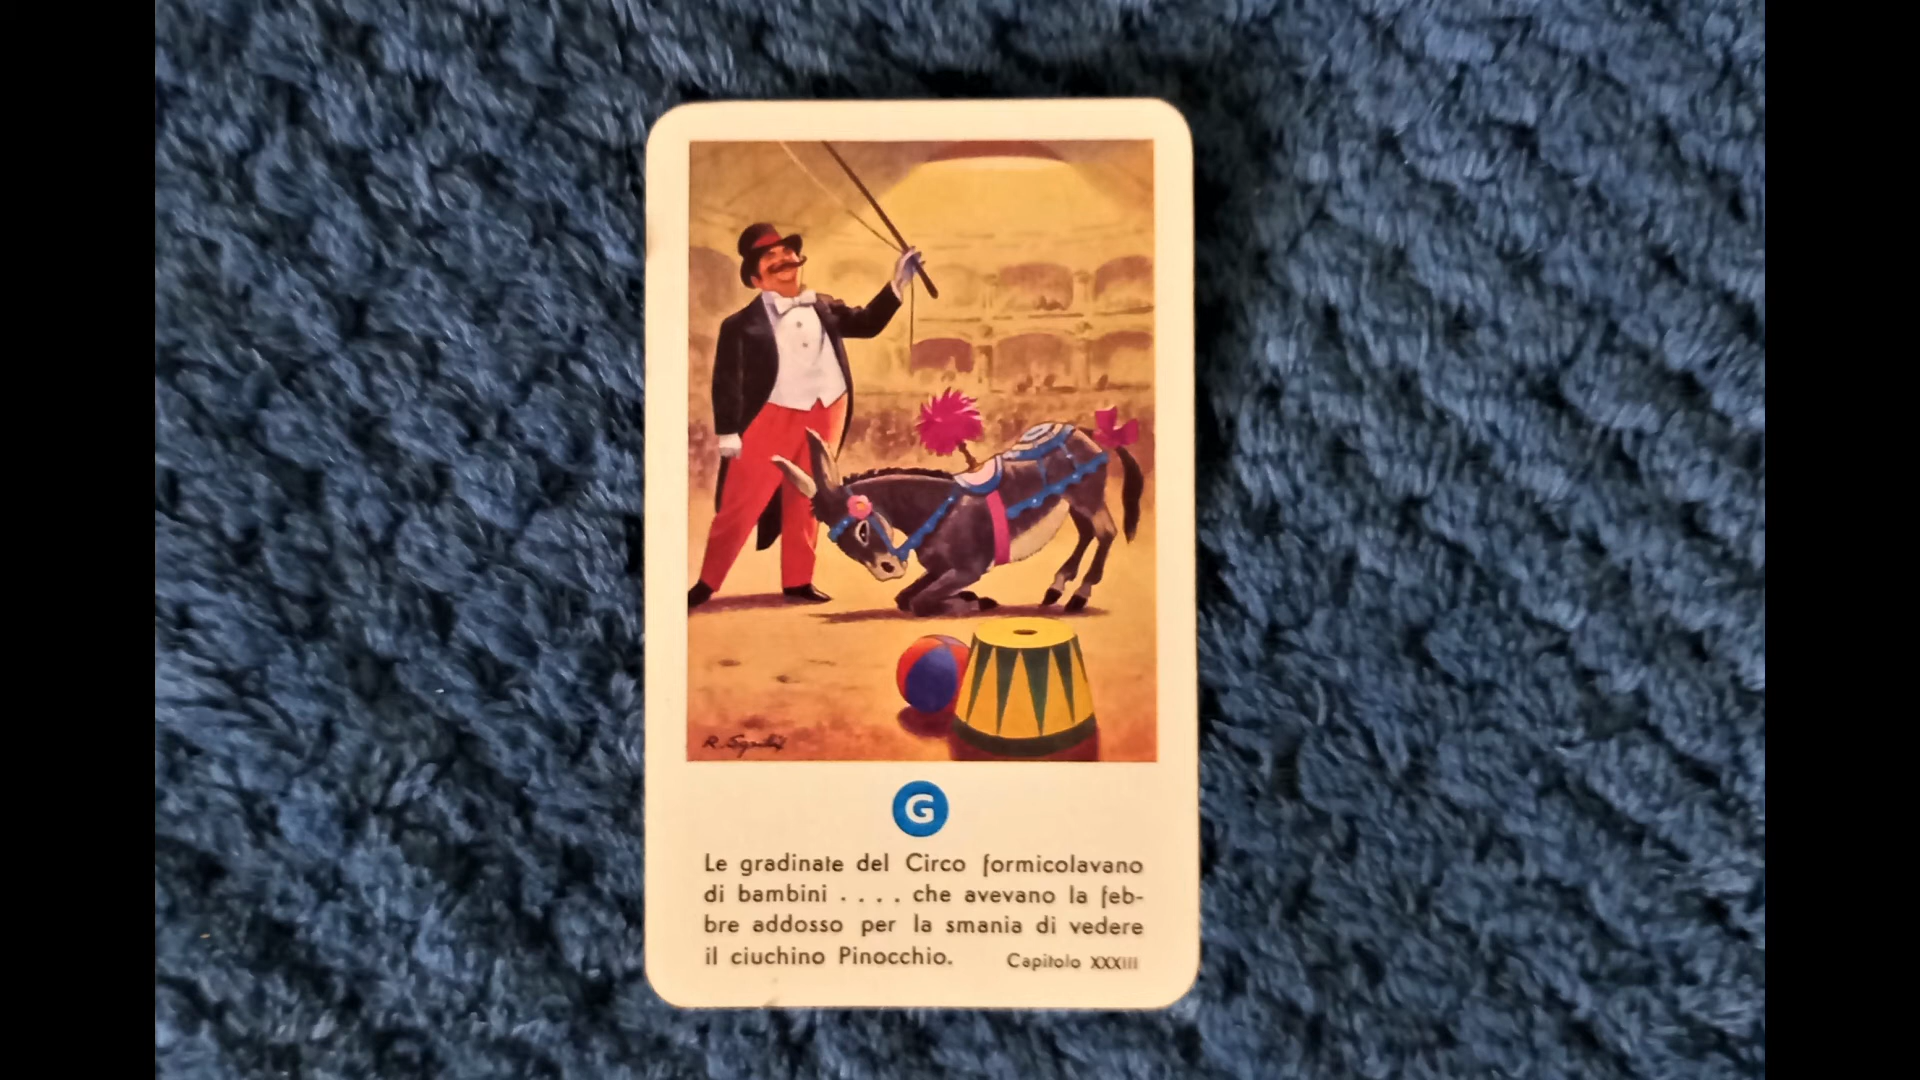 R. Sgrilli
G
Le gradinate del Circo formicolavano
di bambini . . . . che avevano la feb-
bre addosso per la smania di vedere
il ciuchino Pinocchio. Capitolo XXXIII